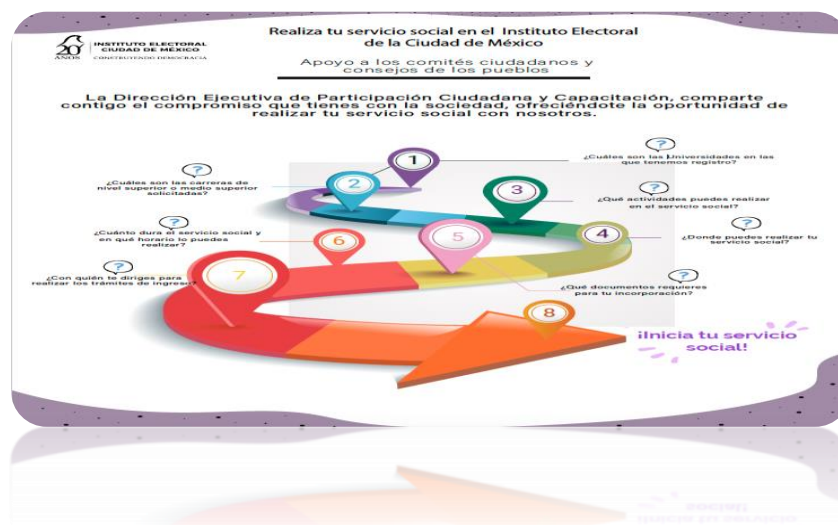 Realiza tu servicio social en el Instituto Electoral
de la Ciudad de México
20
AÑOS
INSTITUTO ELECTORAL
CIUDAD DE MÉXICO
CONSTRUYENDO DEMOCRACIA
Apoyo a los comités ciudadanos y
consejos de los pueblos
La Dirección Ejecutiva de Participación Ciudadana y Capacitación, comparte
contigo el compromiso que tienes con la sociedad, ofreciéndote la oportunidad de
realizar tu servicio social con nosotros.
1
?
¿Cuáles son las Universidades en las
que tenemos registro?
2
?
¿Cuáles son las carreras de
nivel superior o medio superior
solicitadas?
3
?
¿Qué actividades puedes realizar
en el servicio social?
4
?
¿Donde puedes realizar tu
servicio social?
5
?
¿Qué documentos requieres
para tu incorporación?
6
?
¿Cuánto dura el servicio social y
en qué horario lo puedes
realizar?
7
?
¿Con quién te diriges para
realizar los trámites de ingreso?
8
¡Inicia tu servicio
social!